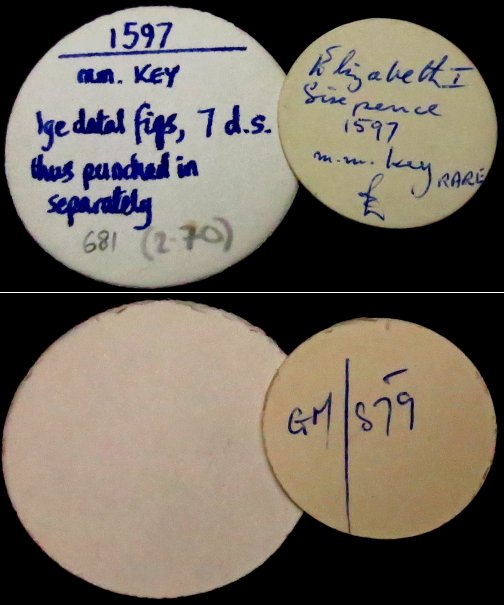 1597
m.m. KEY
lge datal figs, 7 d.s.
thus punched in
separately
681 (2-70)
Elizabeth I
Sixpence
1597
m.m. key RARE
GM S79